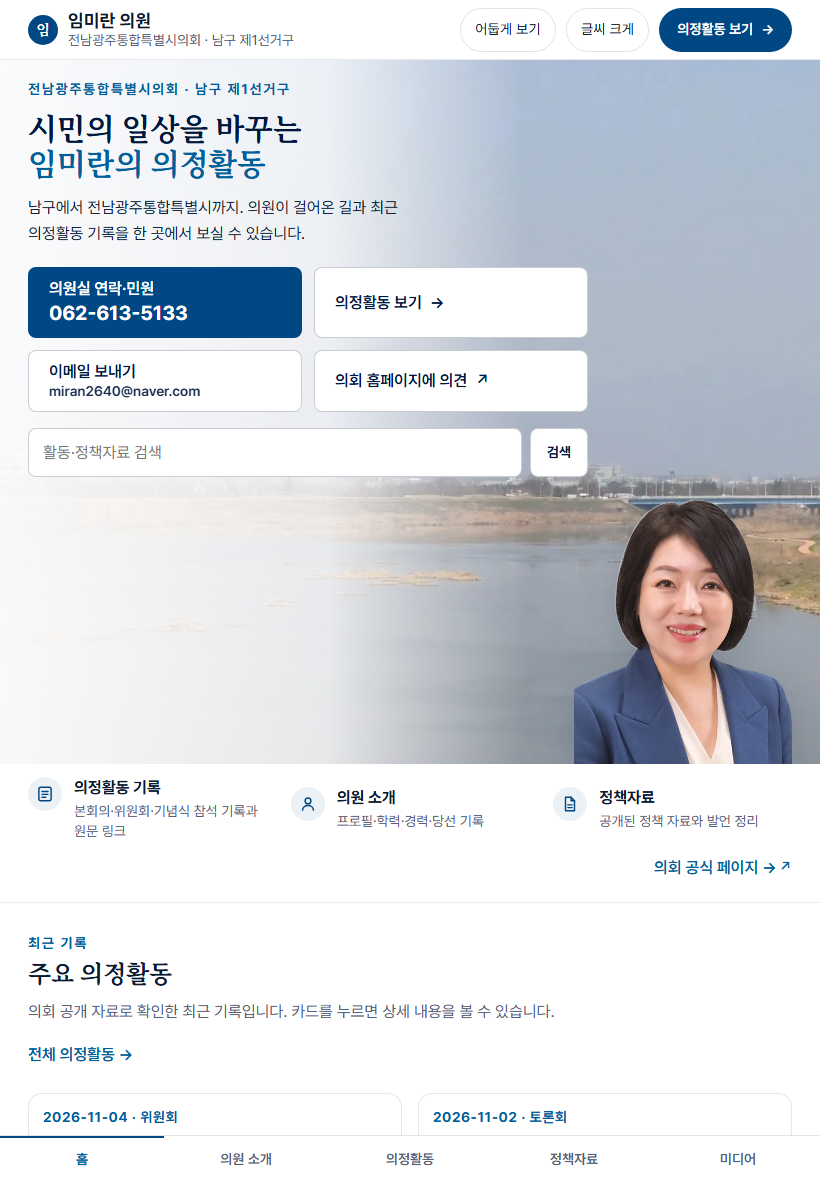 임
임미란 의원
전남광주통합특별시의회 · 남구 제1선거구
어둡게 보기
글씨 크게
의정활동 보기 →
전남광주통합특별시의회 · 남구 제1선거구
시민의 일상을 바꾸는
임미란의 의정활동
남구에서 전남광주통합특별시까지. 의원이 걸어온 길과 최근
의정활동 기록을 한 곳에서 보실 수 있습니다.
의원실 연락·민원
062-613-5133
의정활동 보기 →
이메일 보내기
miran2640@naver.com
의회 홈페이지에 의견 ↗
활동·정책자료 검색
검색
의정활동 기록
본회의·위원회·기념식 참석 기록과
원문 링크
의원 소개
프로필·학력·경력·당선 기록
정책자료
공개된 정책 자료와 발언 정리
의회 공식 페이지 → ↗
최근 기록
주요 의정활동
의회 공개 자료로 확인한 최근 기록입니다. 카드를 누르면 상세 내용을 볼 수 있습니다.
전체 의정활동 →
2026-11-04 · 위원회
2026-11-02 · 토론회
홈
의원 소개
의정활동
정책자료
미디어